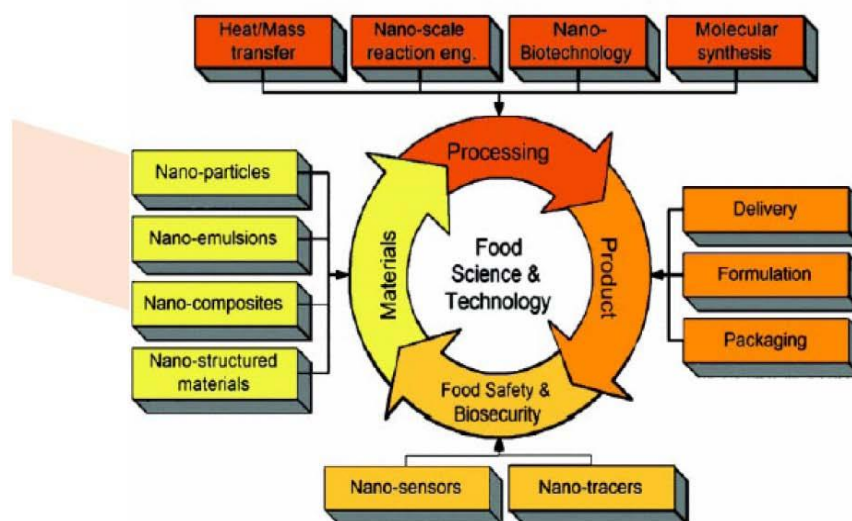 Heat/Mass
transfer
Nano-scale
reaction eng.
Nano-
Biotechnology
Molecular
synthesis
Processing
Nano-particles
Nano-emulsions
Nano-composites
Nano-structured
materials
Materials
Food
Science &
Technology
Product
Delivery
Formulation
Packaging
Food Safety &
Biosecurity
Nano-sensors
Nano-tracers